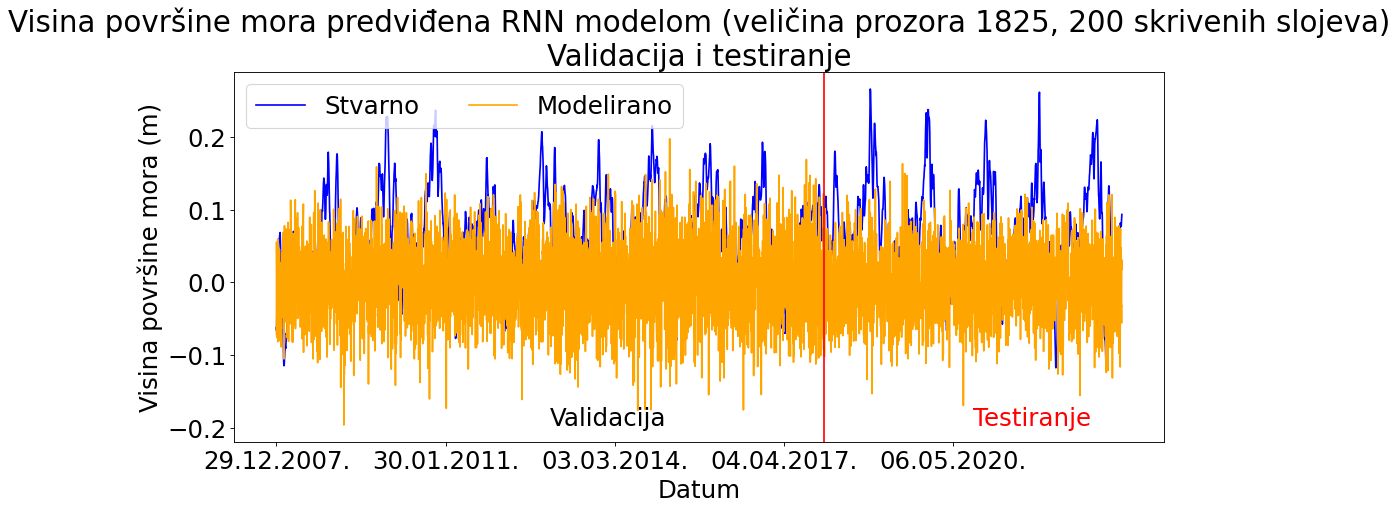 Visina površine mora predviđena RNN modelom (veličina prozora 1825, 200 skrivenih slojeva)
Validacija i testiranje
Stvarno
Modelirano
Visina površine mora (m)
0.2
0.1
0.0
−0.1
−0.2
Validacija
Testiranje
29.12.2007.
30.01.2011.
03.03.2014.
04.04.2017.
06.05.2020.
Datum